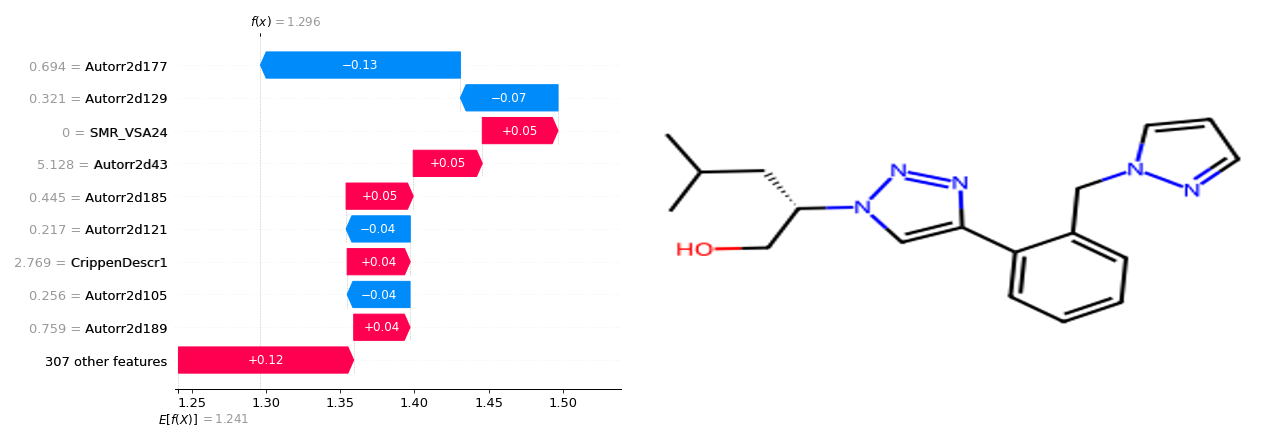 f(x) = 1.296
0.694 = Autorr2d177
−0.13
0.321 = Autorr2d129
−0.07
0 = SMR_VSA24
+0.05
5.128 = Autorr2d43
+0.05
0.445 = Autorr2d185
+0.05
0.217 = Autorr2d121
−0.04
2.769 = CrippenDescr1
+0.04
0.256 = Autorr2d105
−0.04
0.759 = Autorr2d189
+0.04
307 other features
+0.12
1.25 1.30 1.35 1.40 1.45 1.50
E[f(X)] = 1.241
N
N
N
N
N
HO